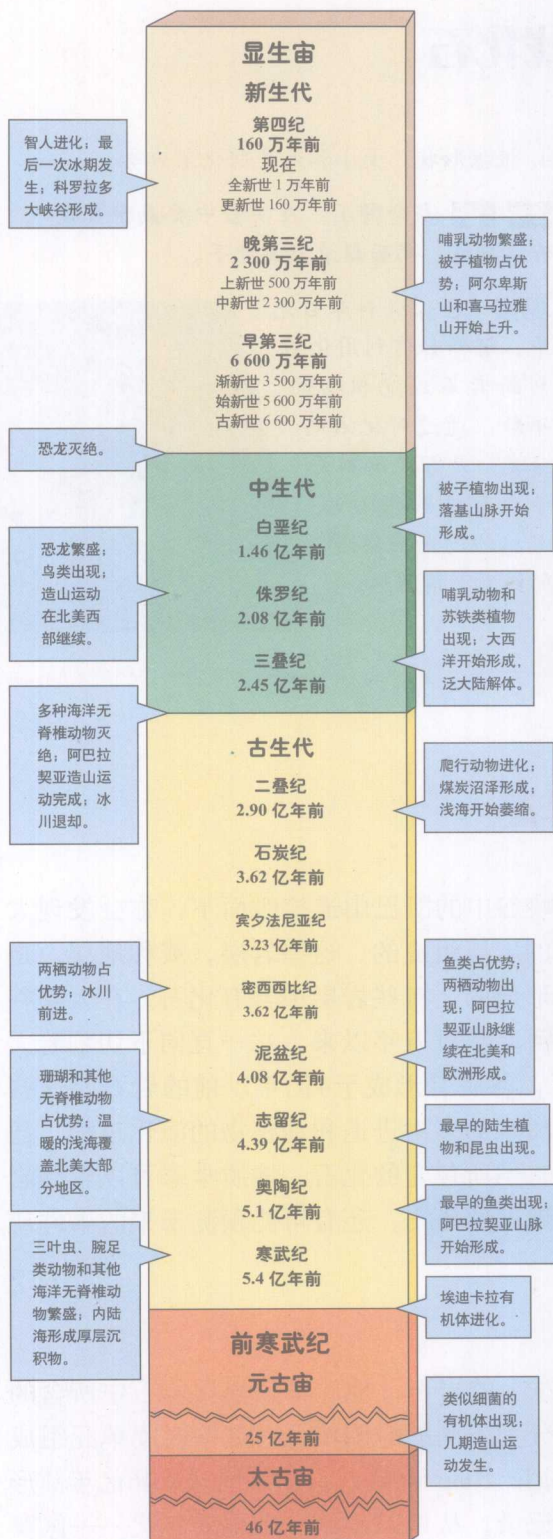 显生宙
新生代
第四纪
160 万年前
现在
全新世 1 万年前
更新世 160 万年前
智人进化；最
后一次冰期发
生；科罗拉多
大峡谷形成。
晚第三纪
2 300 万年前
上新世 500 万年前
中新世 2 300 万年前
哺乳动物繁盛；
被子植物占优
势；阿尔卑斯
山和喜马拉雅
山开始上升。
早第三纪
6 600 万年前
渐新世 3 500 万年前
始新世 5 600 万年前
古新世 6 600 万年前
恐龙灭绝。
中生代
白垩纪
1.46 亿年前
被子植物出现；
落基山脉开始
形成。
恐龙繁盛；
鸟类出现；
造山运动
在北美西
部继续。
侏罗纪
2.08 亿年前
三叠纪
2.45 亿年前
哺乳动物和
苏铁类植物
出现；大西
洋开始形成，
泛大陆解体。
多种海洋无
脊椎动物灭
绝；阿巴拉
契亚造山运
动完成；冰
川退却。
古生代
二叠纪
2.90 亿年前
爬行动物进化；
煤炭沼泽形成；
浅海开始萎缩。
石炭纪
3.62 亿年前
宾夕法尼亚纪
3.23 亿年前
密西西比纪
3.62 亿年前
两栖动物占
优势；冰川
前进。
鱼类占优势；
两栖动物出
现；阿巴拉
契亚山脉继
续在北美和
欧洲形成。
泥盆纪
4.08 亿年前
珊瑚和其他
无脊椎动物
占优势；温
暖的浅海覆
盖北美大部
分地区。
志留纪
4.39 亿年前
最早的陆生植
物和昆虫出现。
奥陶纪
5.1 亿年前
最早的鱼类出现；
阿巴拉契亚山脉
开始形成。
寒武纪
5.4 亿年前
三叶虫、腕足
类动物和其他
海洋无脊椎动
物繁盛；内陆
海形成厚层沉
积物。
埃迪卡拉有
机体进化。
前寒武纪
元古宙
25 亿年前
类似细菌的
有机体出现；
几期造山运
动发生。
太古宙
46 亿年前